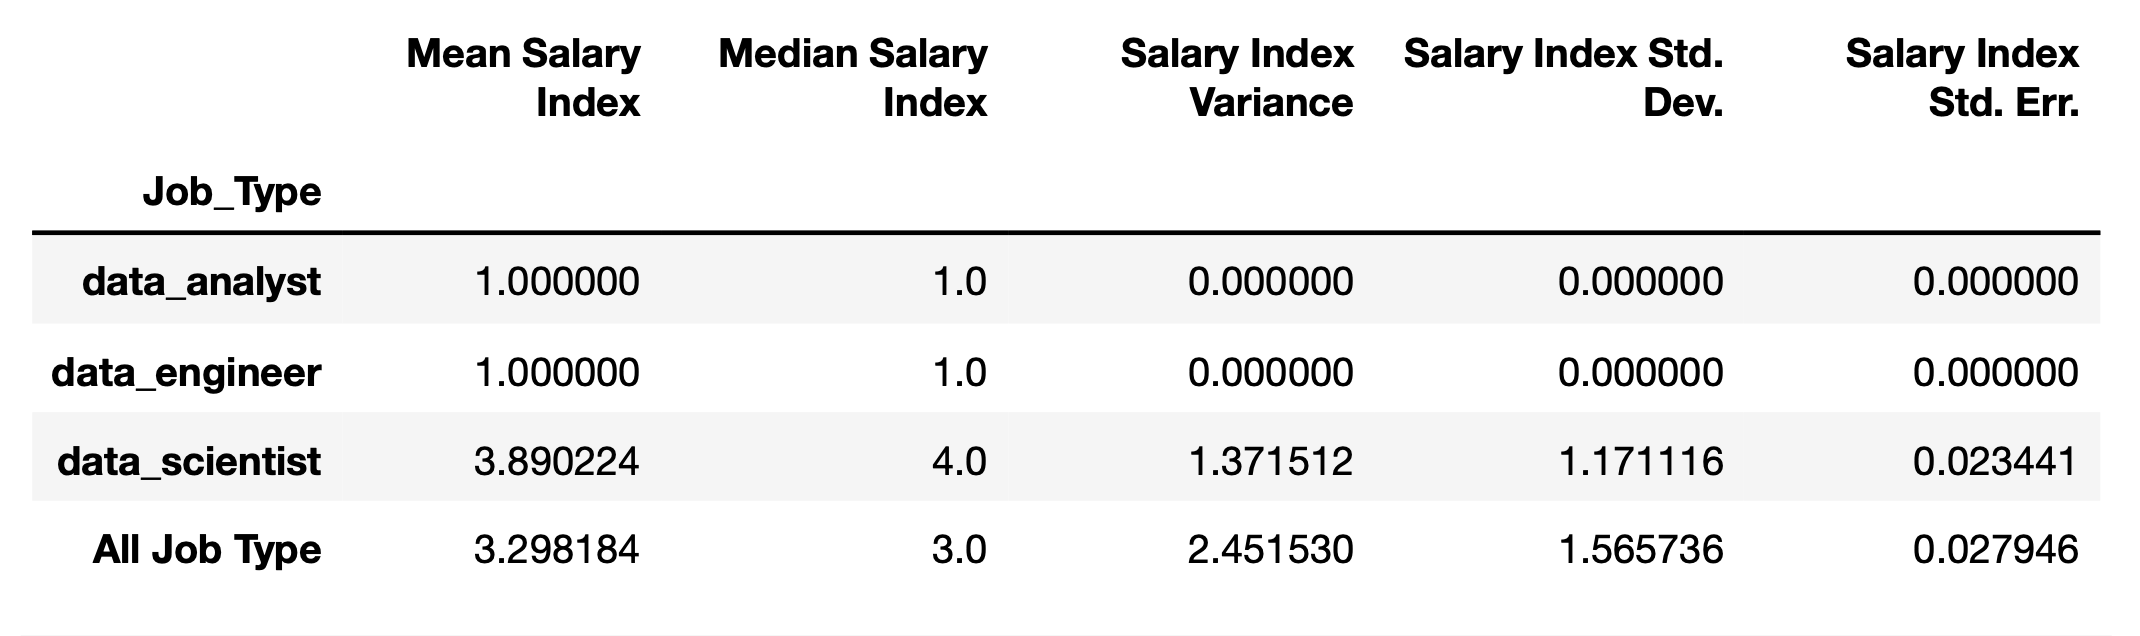 Mean Salary Index Median Salary Index Salary Index Variance Salary Index Std. Dev. Salary Index Std. Err.
Job_Type
data_analyst 1.000000 1.0 0.000000 0.000000 0.000000
data_engineer 1.000000 1.0 0.000000 0.000000 0.000000
data_scientist 3.890224 4.0 1.371512 1.171116 0.023441
All Job Type 3.298184 3.0 2.451530 1.565736 0.027946